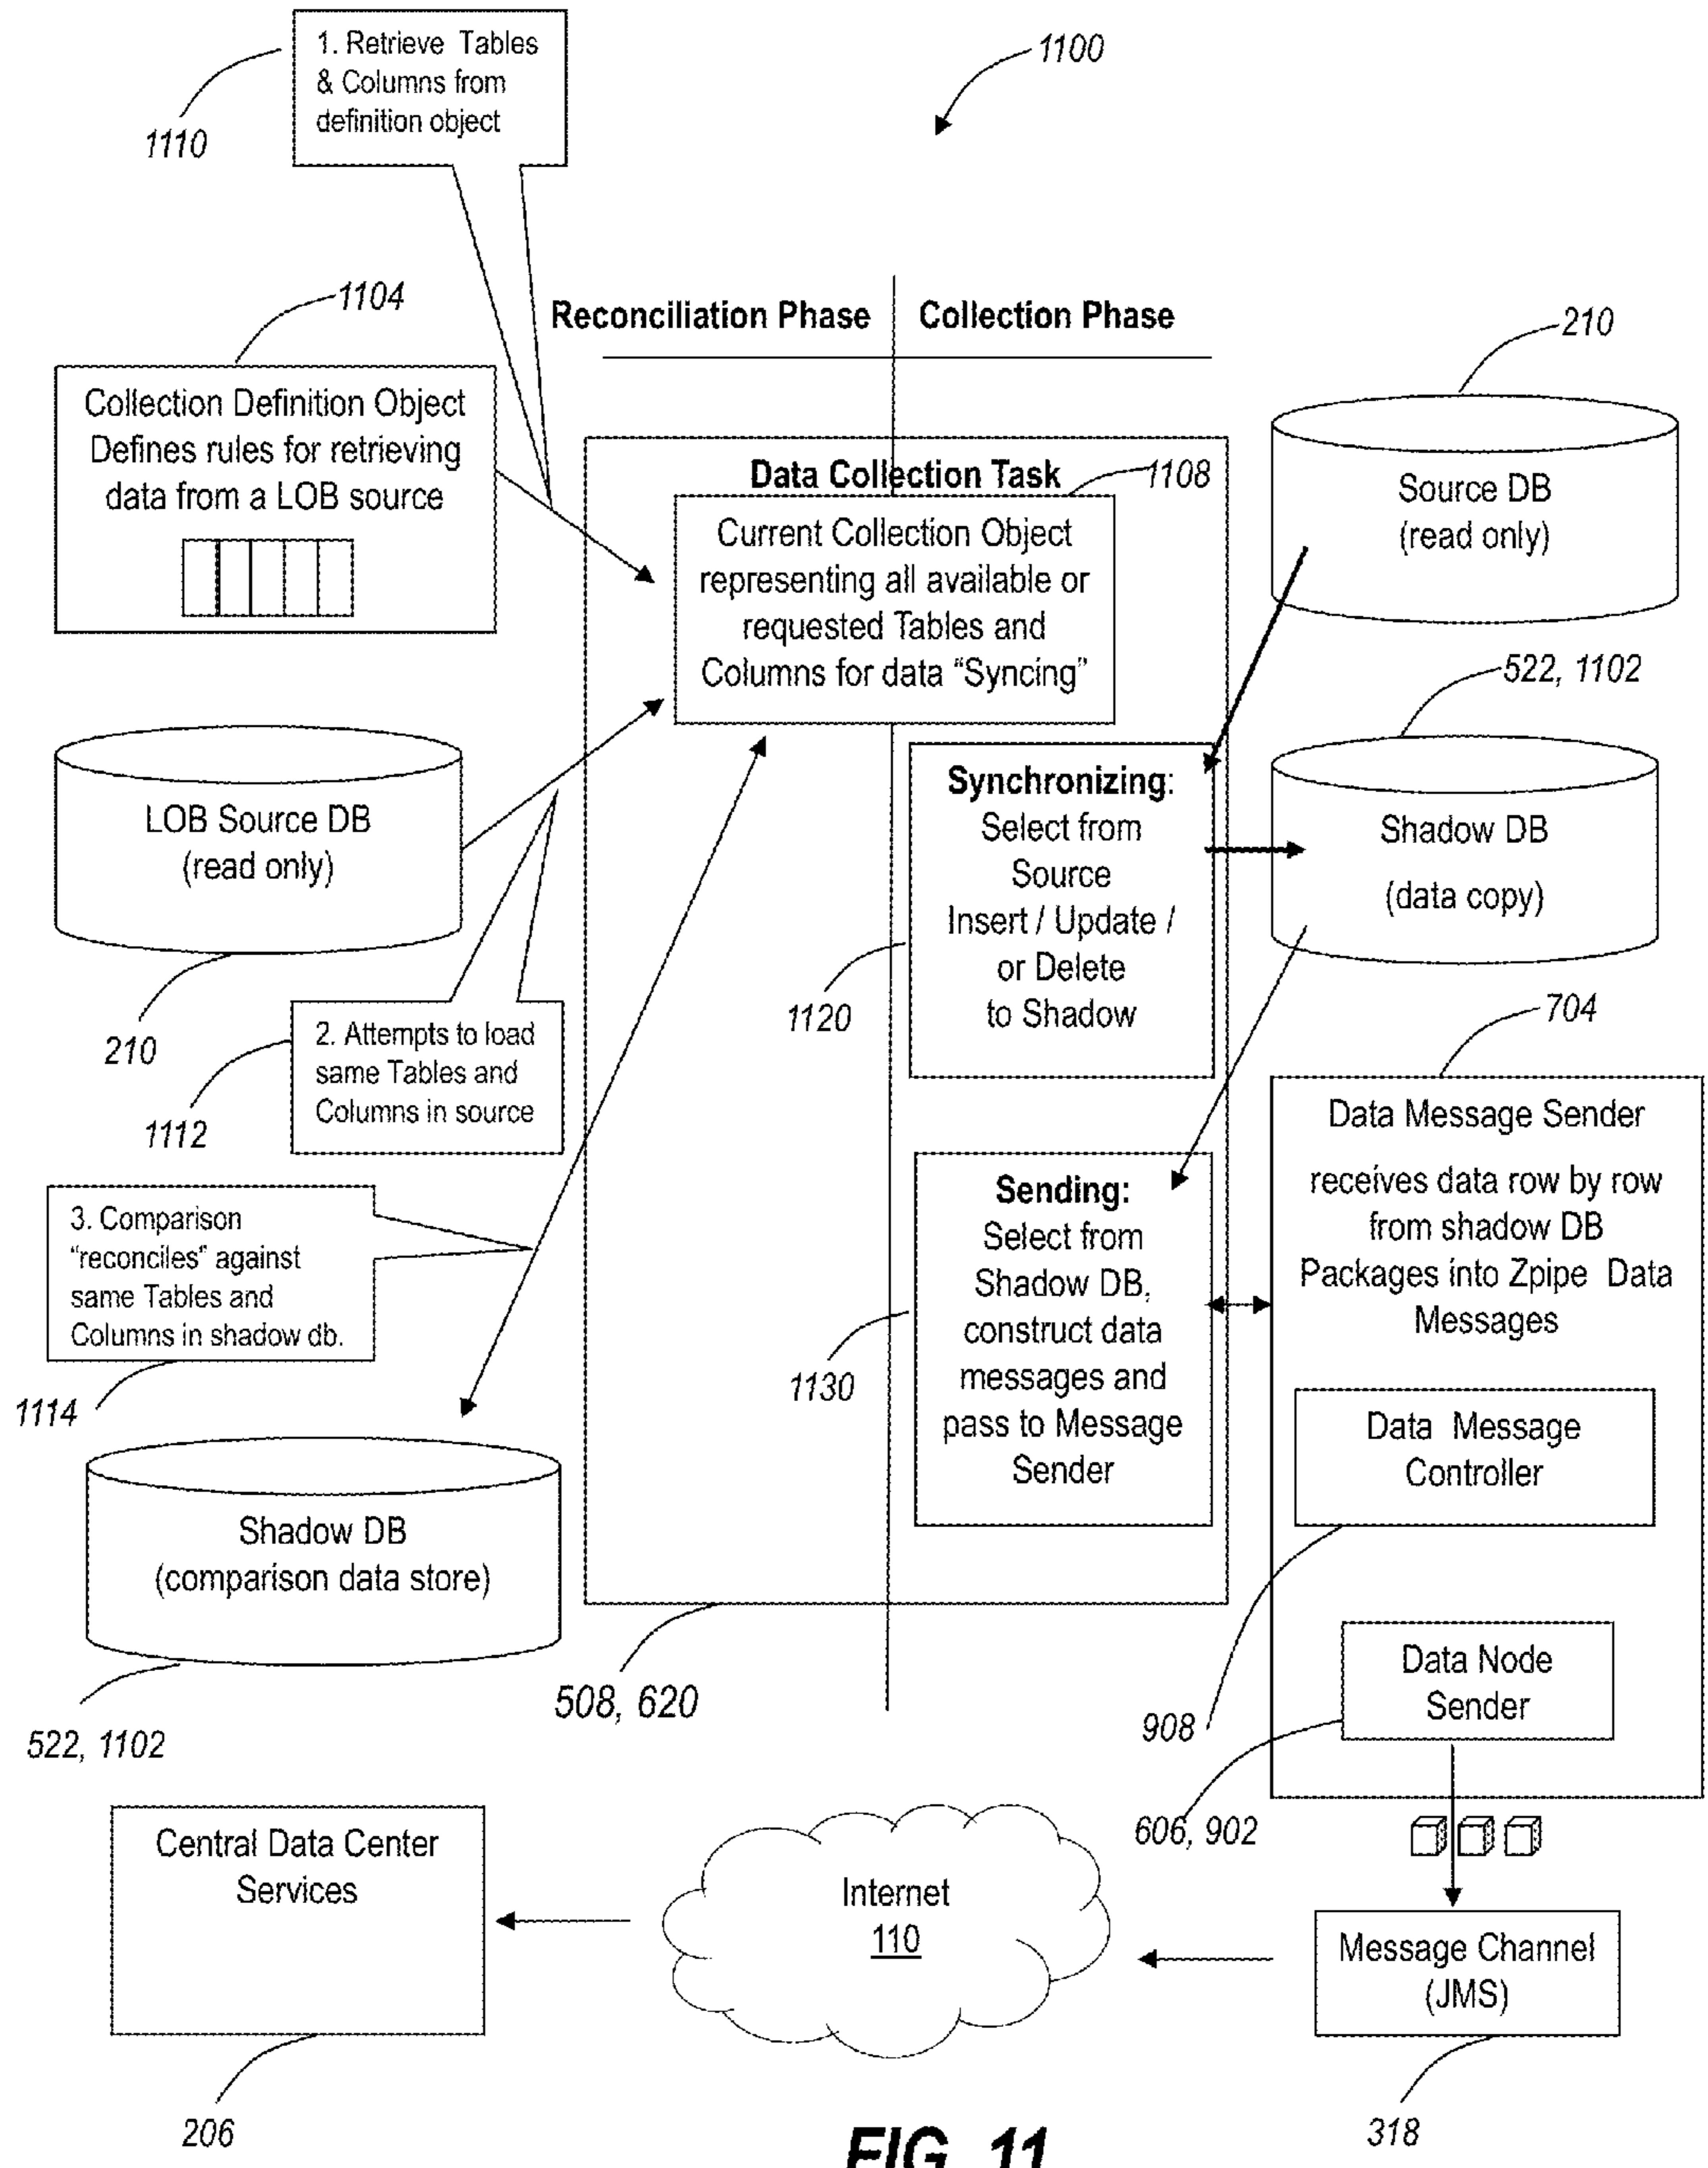 1. Retrieve Tables
& Columns from
definition object
1110
1100
1104
Reconciliation Phase
Collection Phase
210
Collection Definition Object
Defines rules for retrieving
data from a LOB source
Data Collection Task
1108
Current Collection Object
representing all available or
requested Tables and
Columns for data “Syncing”
Source DB
(read only)
522, 1102
LOB Source DB
(read only)
210
Synchronizing:
Select from
Source
Insert / Update /
or Delete
to Shadow
1120
Shadow DB
(data copy)
704
2. Attempts to load
same Tables and
Columns in source
1112
3. Comparison
“reconciles” against
same Tables and
Columns in shadow db.
1114
Sending:
Select from
Shadow DB,
construct data
messages and
pass to Message
Sender
1130
Data Message Sender
receives data row by row
from shadow DB
Packages into Zpipe Data
Messages
Data Message
Controller
908
Data Node
Sender
606, 902
Shadow DB
(comparison data store)
522, 1102
508, 620
Central Data Center
Services
206
Internet
110
Message Channel
(JMS)
318
FIG. 11